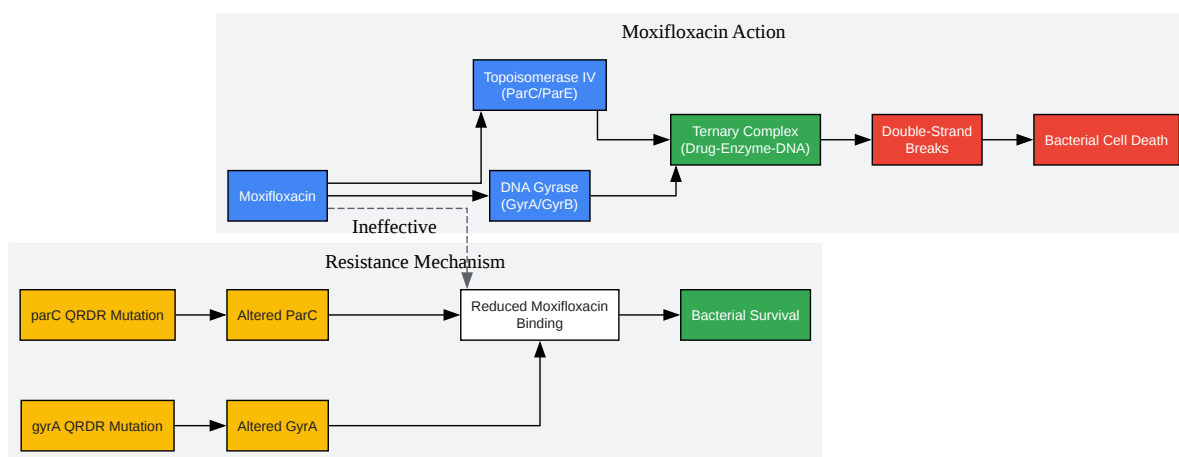 Moxifloxacin Action
Topoisomerase IV
(ParC/ParE)
Ternary Complex
(Drug-Enzyme-DNA)
Double-Strand
Breaks
Bacterial Cell Death
Moxifloxacin
DNA Gyrase
(GyrA/GyrB)
Ineffective
Resistance Mechanism
parC QRDR Mutation
Altered ParC
Reduced Moxifloxacin
Binding
Bacterial Survival
gyrA QRDR Mutation
Altered GyrA